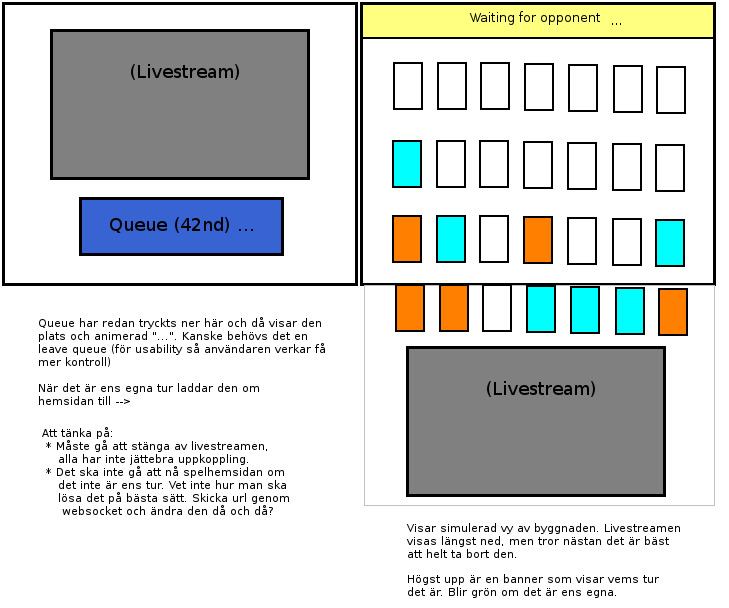 (Livestream)
Queue (42nd) ...
Queue har redan tryckts ner här och då visar den
plats och animerad "...". Kanske behövs det en
leave queue (för usability så användaren verkar få
mer kontroll)
När det är ens egna tur laddar den om
hemsidan till -->
Att tänka på:
* Måste gå att stänga av livestreamen,
alla har inte jättebra uppkoppling.
* Det ska inte gå att nå spelhemsidan om
det inte är ens tur. Vet inte hur man ska
lösa det på bästa sätt. Skicka url genom
websocket och ändra den då och då?
Waiting for opponent ...
(Livestream)
Visar simulerad vy av byggnaden. Livestreamen
visas längst ned, men tror nästan det är bäst
att helt ta bort den.
Högst upp är en banner som visar vems tur
det är. Blir grön om det är ens egna.